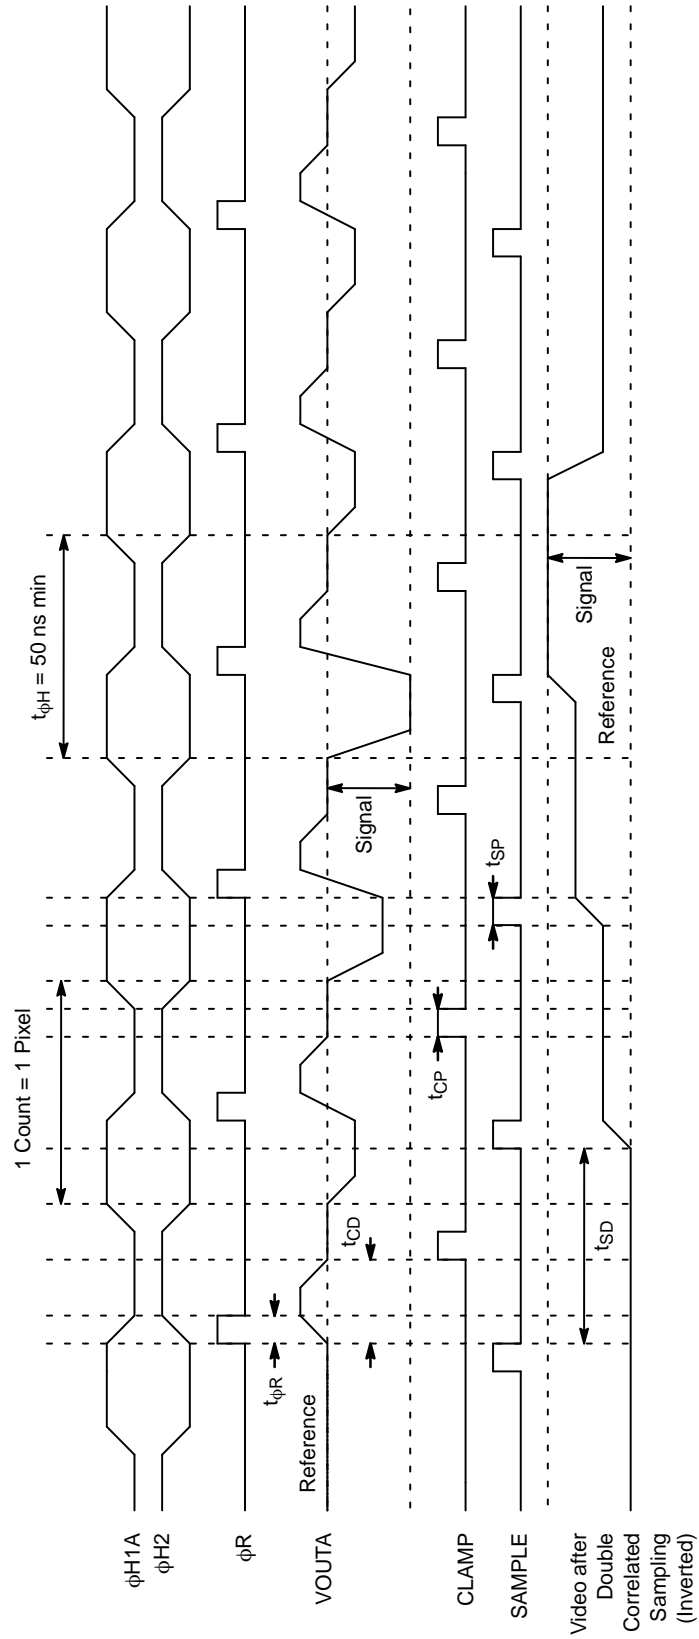 1 Count = 1 Pixel
tϕH = 50 ns min
ϕH1A
ϕH2
ϕR
tϕR
VOUTA
Reference
tCD
Signal
CLAMP
tCP
SAMPLE
tSP
Video after
Double
Correlated
Sampling
(Inverted)
tSD
Reference
Signal